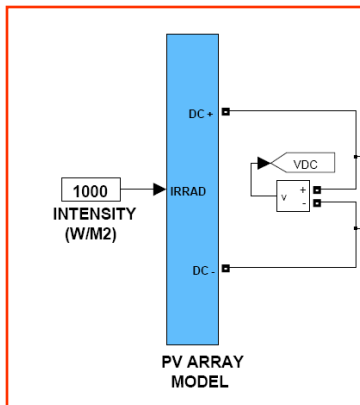 DC +
VDC
1000
IRRAD
+
v
-
INTENSITY
(W/M2)
DC -
PV ARRAY
MODEL